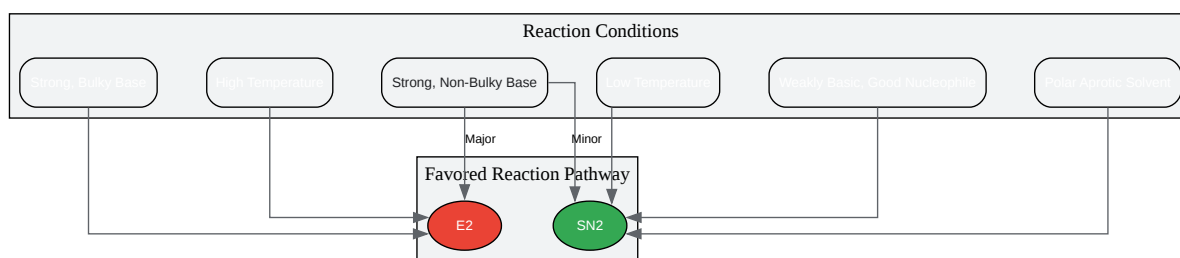 Reaction Conditions
Strong, Bulky Base
High Temperature
Strong, Non-Bulky Base
Low Temperature
Weakly Basic, Good Nucleophile
Polar Aprotic Solvent
Major
Minor
Favored Reaction Pathway
E2
SN2